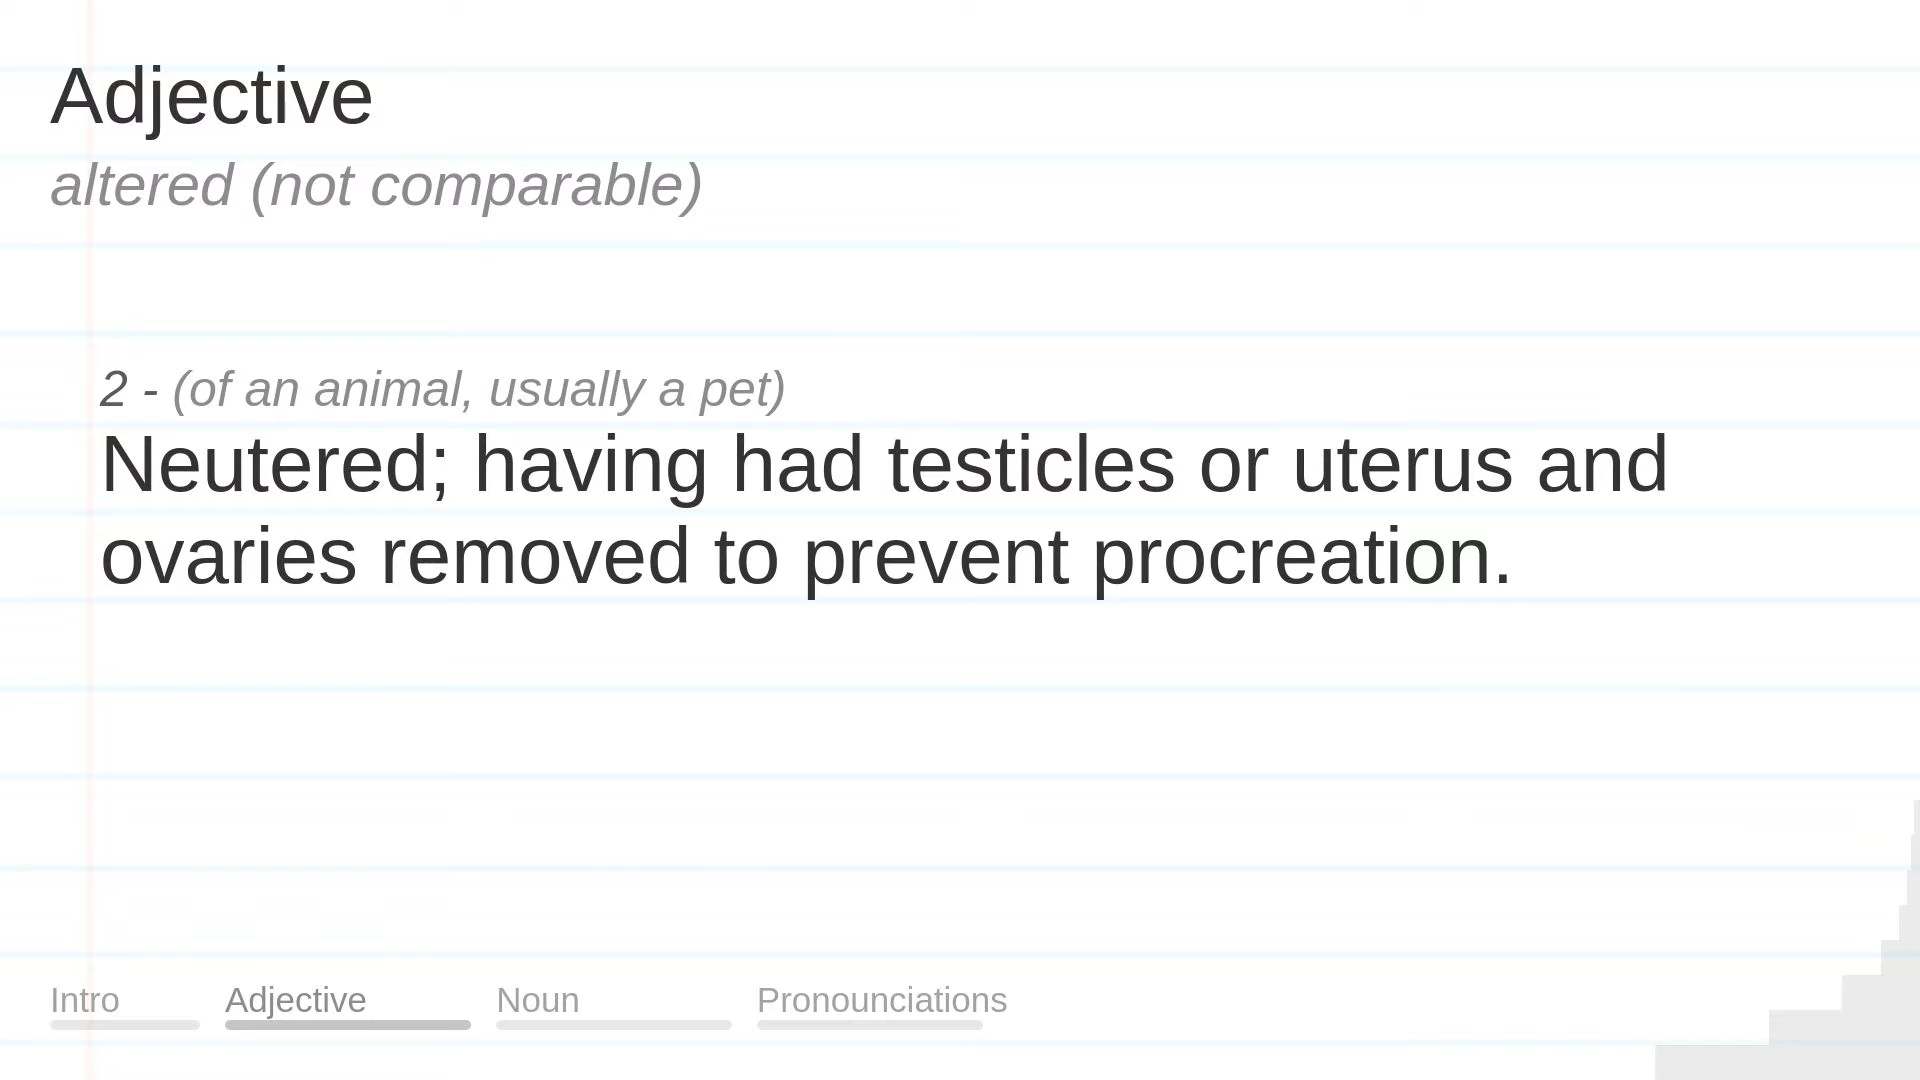 Adjective
altered (not comparable)
2 - (of an animal, usually a pet)
Neutered; having had testicles or uterus and
ovaries removed to prevent procreation.
Intro Adjective Noun Pronounciations